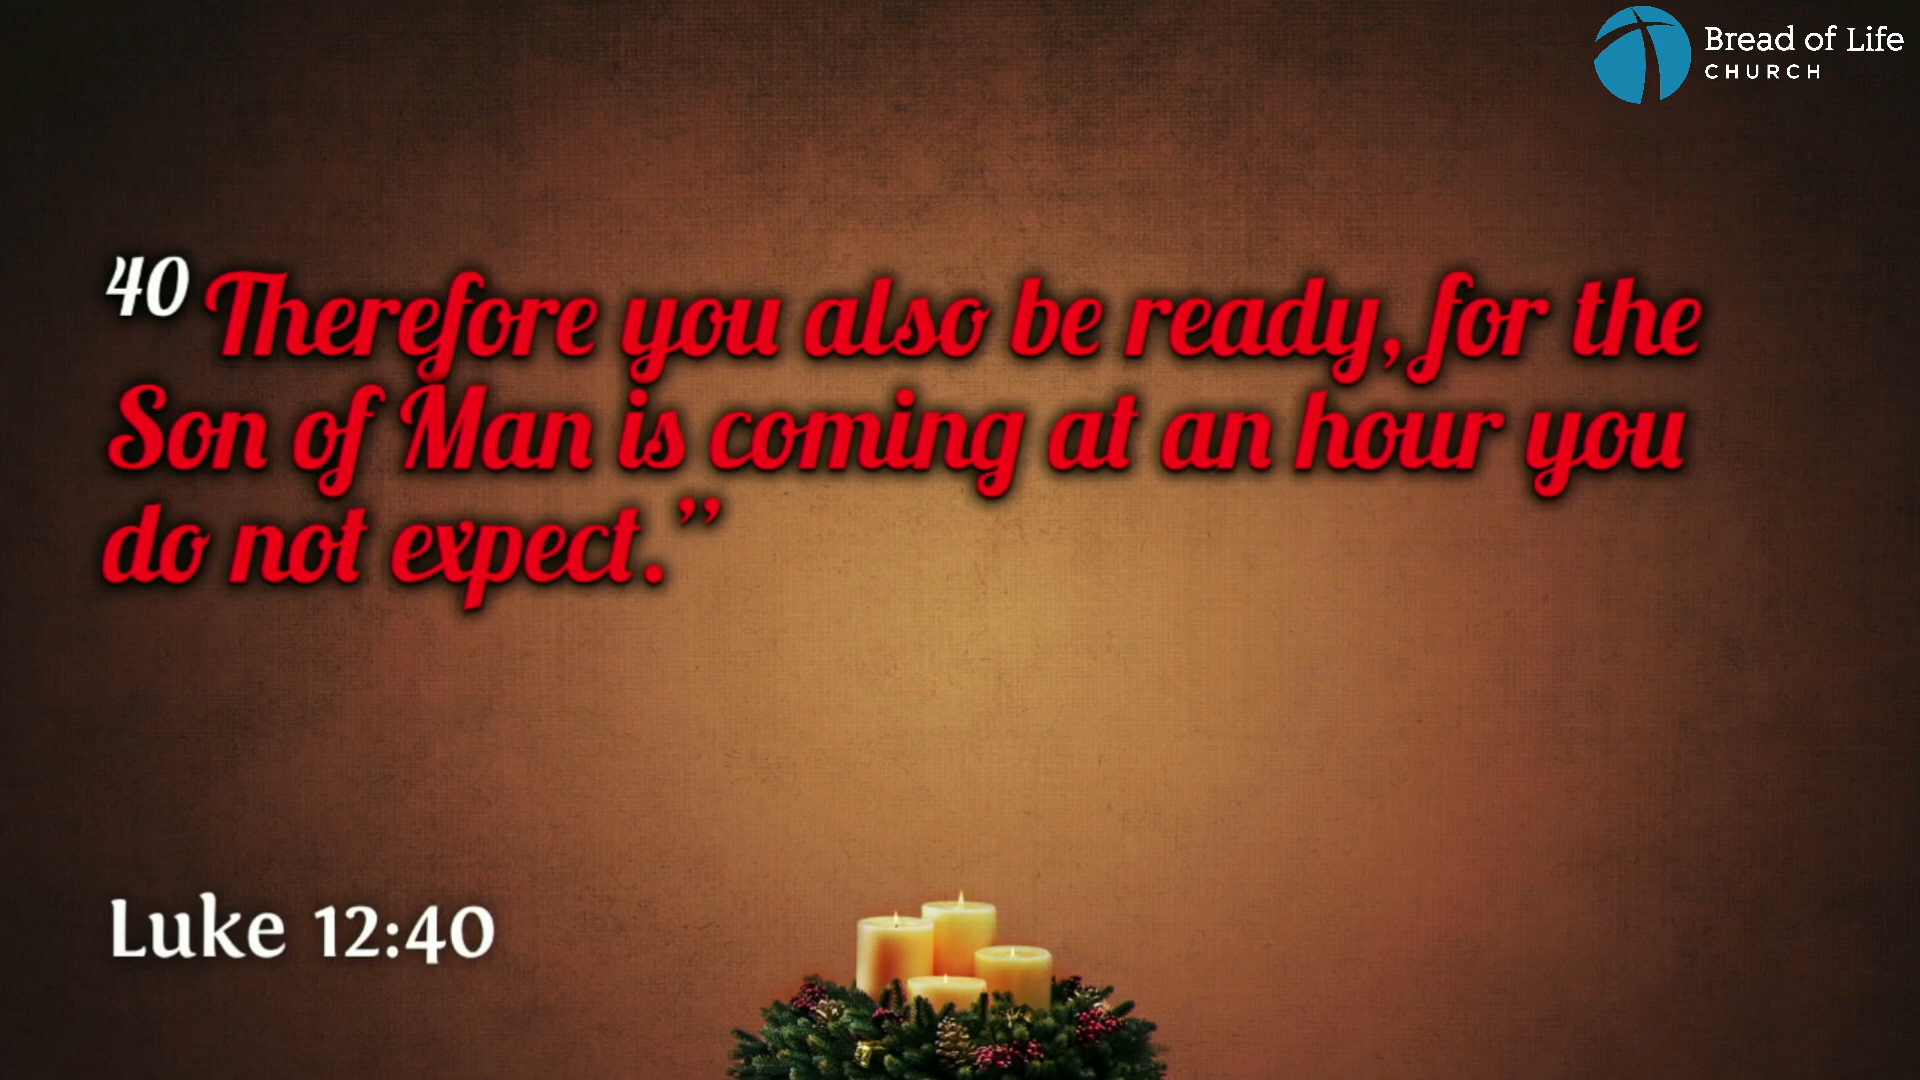 Bread of Life
CHURCH
40 Therefore you also be ready, for the
Son of Man is coming at an hour you
do not expect.”
Luke 12:40